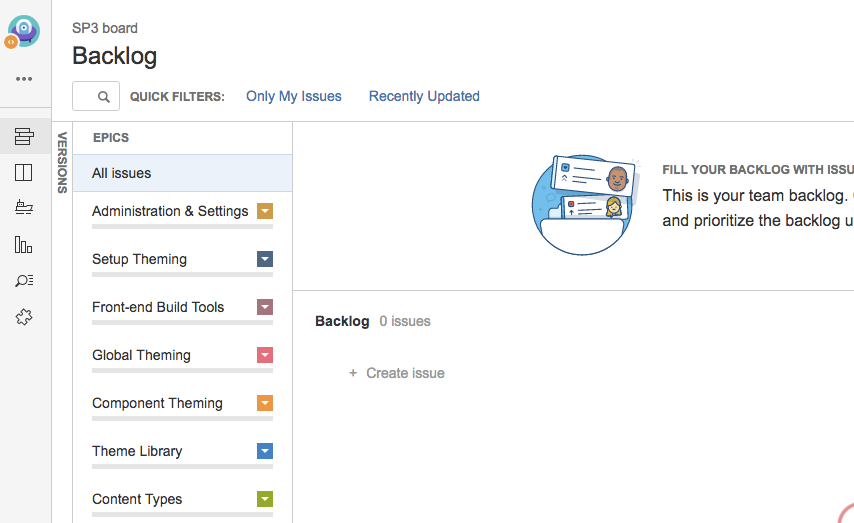 SP3 board
Backlog
QUICK FILTERS: Only My Issues Recently Updated
VERSIONS
EPICS
All issues
Administration & Settings
Setup Theming
Front-end Build Tools
Global Theming
Component Theming
Theme Library
Content Types
FILL YOUR BACKLOG WITH ISSU
This is your team backlog.
and prioritize the backlog u
Backlog 0 issues
+ Create issue